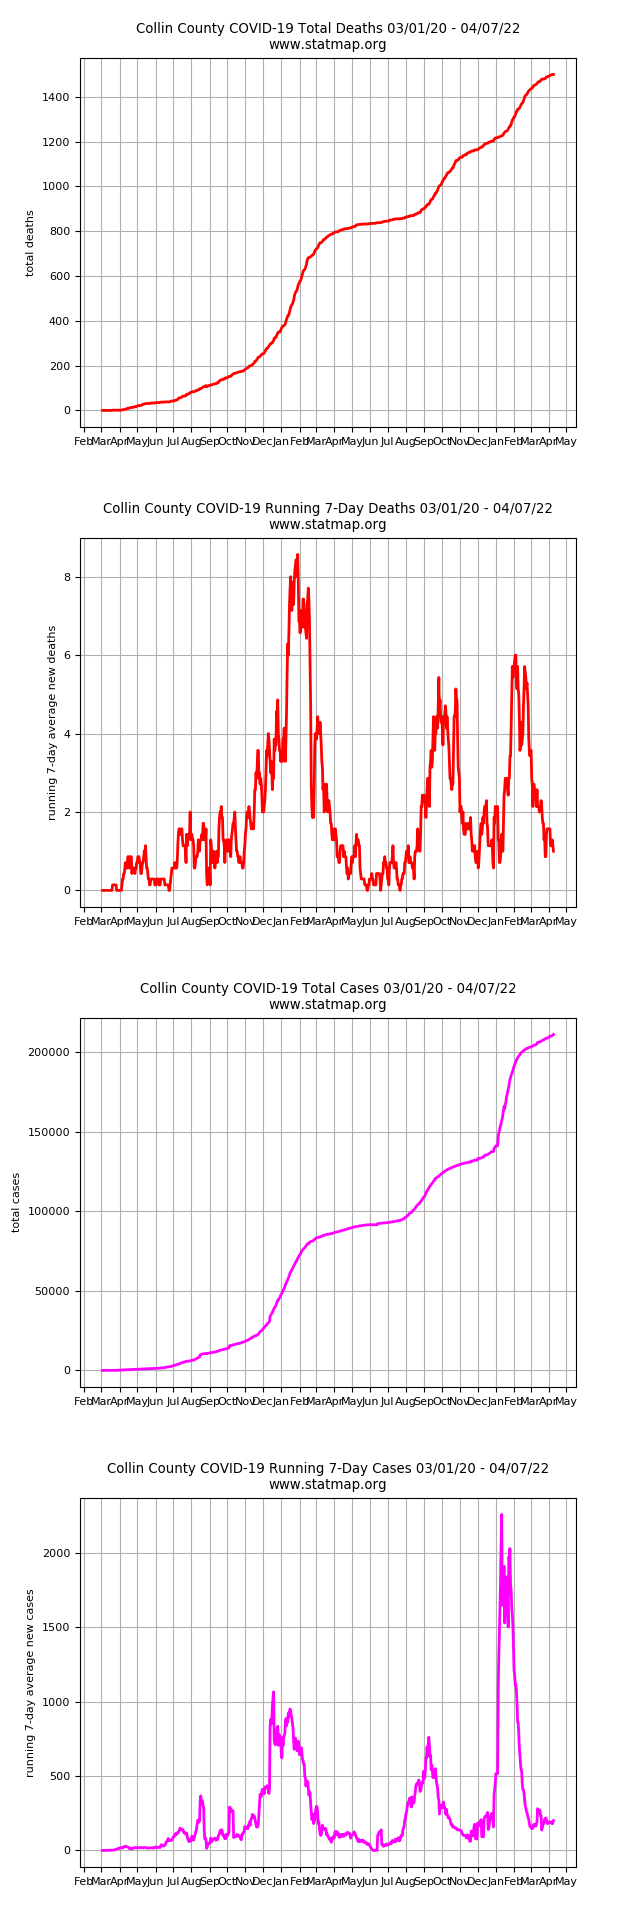 Collin County COVID-19 Total Deaths 03/01/20 - 04/07/22
www.statmap.org
1400
1200
1000
800
600
400
200
0
total deaths
Feb Mar Apr May Jun Jul Aug Sep Oct Nov Dec Jan Feb Mar Apr May Jun Jul Aug Sep Oct Nov Dec Jan Feb Mar Apr May
Collin County COVID-19 Running 7-Day Deaths 03/01/20 - 04/07/22
www.statmap.org
8
6
4
2
0
running 7-day average new deaths
Feb Mar Apr May Jun Jul Aug Sep Oct Nov Dec Jan Feb Mar Apr May Jun Jul Aug Sep Oct Nov Dec Jan Feb Mar Apr May
Collin County COVID-19 Total Cases 03/01/20 - 04/07/22
www.statmap.org
200000
150000
100000
50000
0
total cases
Feb Mar Apr May Jun Jul Aug Sep Oct Nov Dec Jan Feb Mar Apr May Jun Jul Aug Sep Oct Nov Dec Jan Feb Mar Apr May
Collin County COVID-19 Running 7-Day Cases 03/01/20 - 04/07/22
www.statmap.org
2000
1500
1000
500
0
running 7-day average new cases
Feb Mar Apr May Jun Jul Aug Sep Oct Nov Dec Jan Feb Mar Apr May Jun Jul Aug Sep Oct Nov Dec Jan Feb Mar Apr May